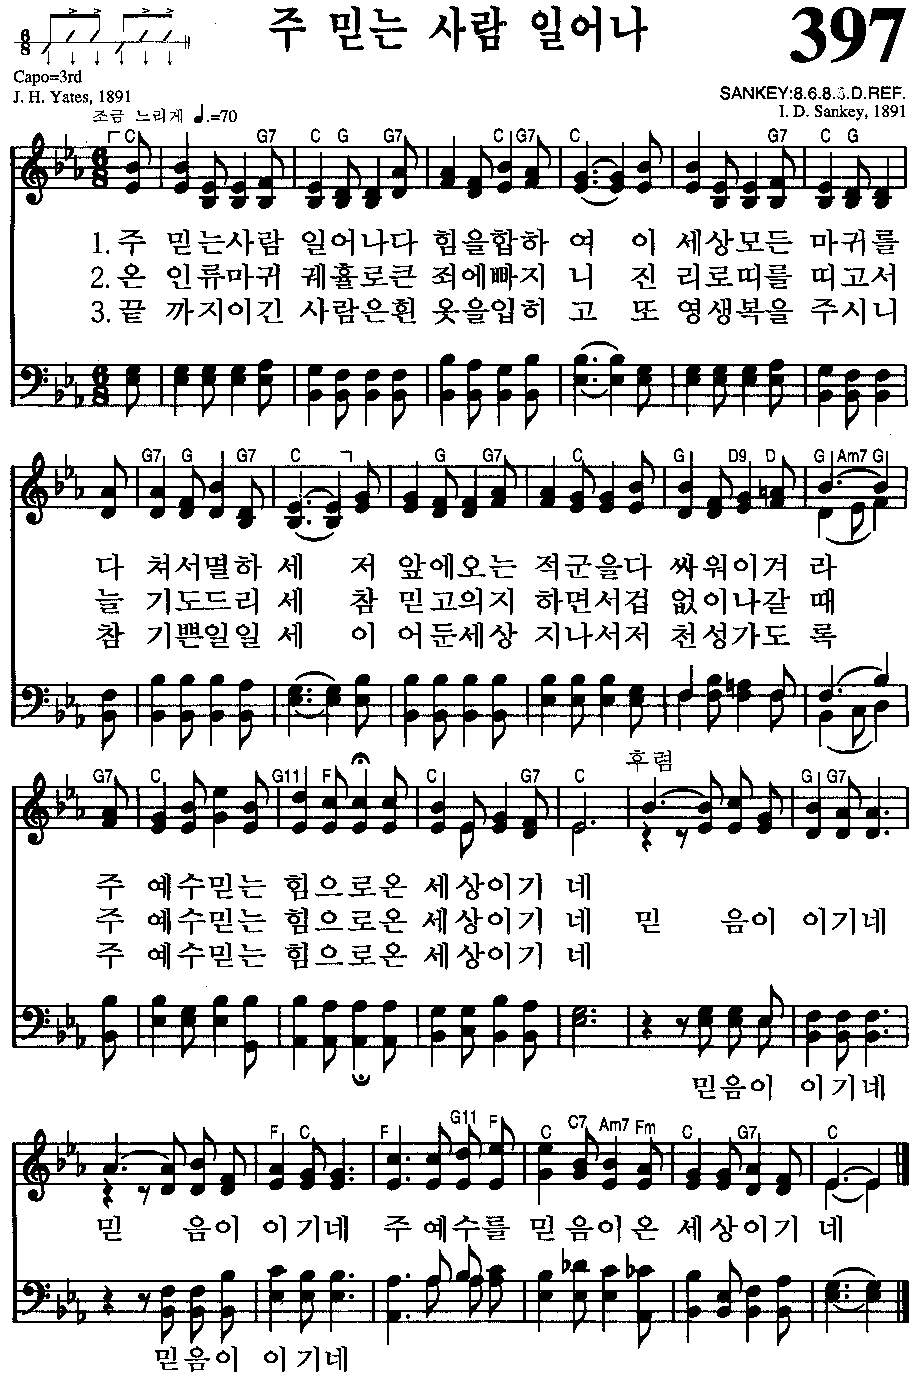 주 믿는 사람 일어나
397
Capo=3rd
J. H. Yates, 1891
SANKEY:8.6.8.6.D.REF.
I. D. Sankey, 1891
조금 느리게 ♩.=70
C G7 C G G7 C G7 C G7 C G
6/8
1. 주 믿는사람 일어나다 힘을합하 여 이 세상모든 마귀를
2. 온 인류마귀 궤휼로큰 죄에빠지 니 진 리로띠를 띠고서
3. 끝 까지이긴 사람은흰 옷을입히 고 또 영생복을 주시니
G7 G G7 C G G7 C G D9 D G Am7 G
다 쳐서멸하 세 저 앞에오는 적군을다 싸워이겨 라
늘 기도드리 세 참 믿고의지 하면서겁 없이나갈 때
참 기쁜일일 세 이 어둔세상 지나서저 천성가도 록
후렴
G7 C G11 F C C G7 C G G7
주 예수믿는 힘으로온 세상이기 네
주 예수믿는 힘으로온 세상이기 네 믿 음이 이기네
주 예수믿는 힘으로온 세상이기 네
믿음이 이기네
F C F G11 F C C7 Am7 Fm C G7 C
믿 음이 이기네 주예수를 믿음이온 세상이기 네
믿음이 이기네